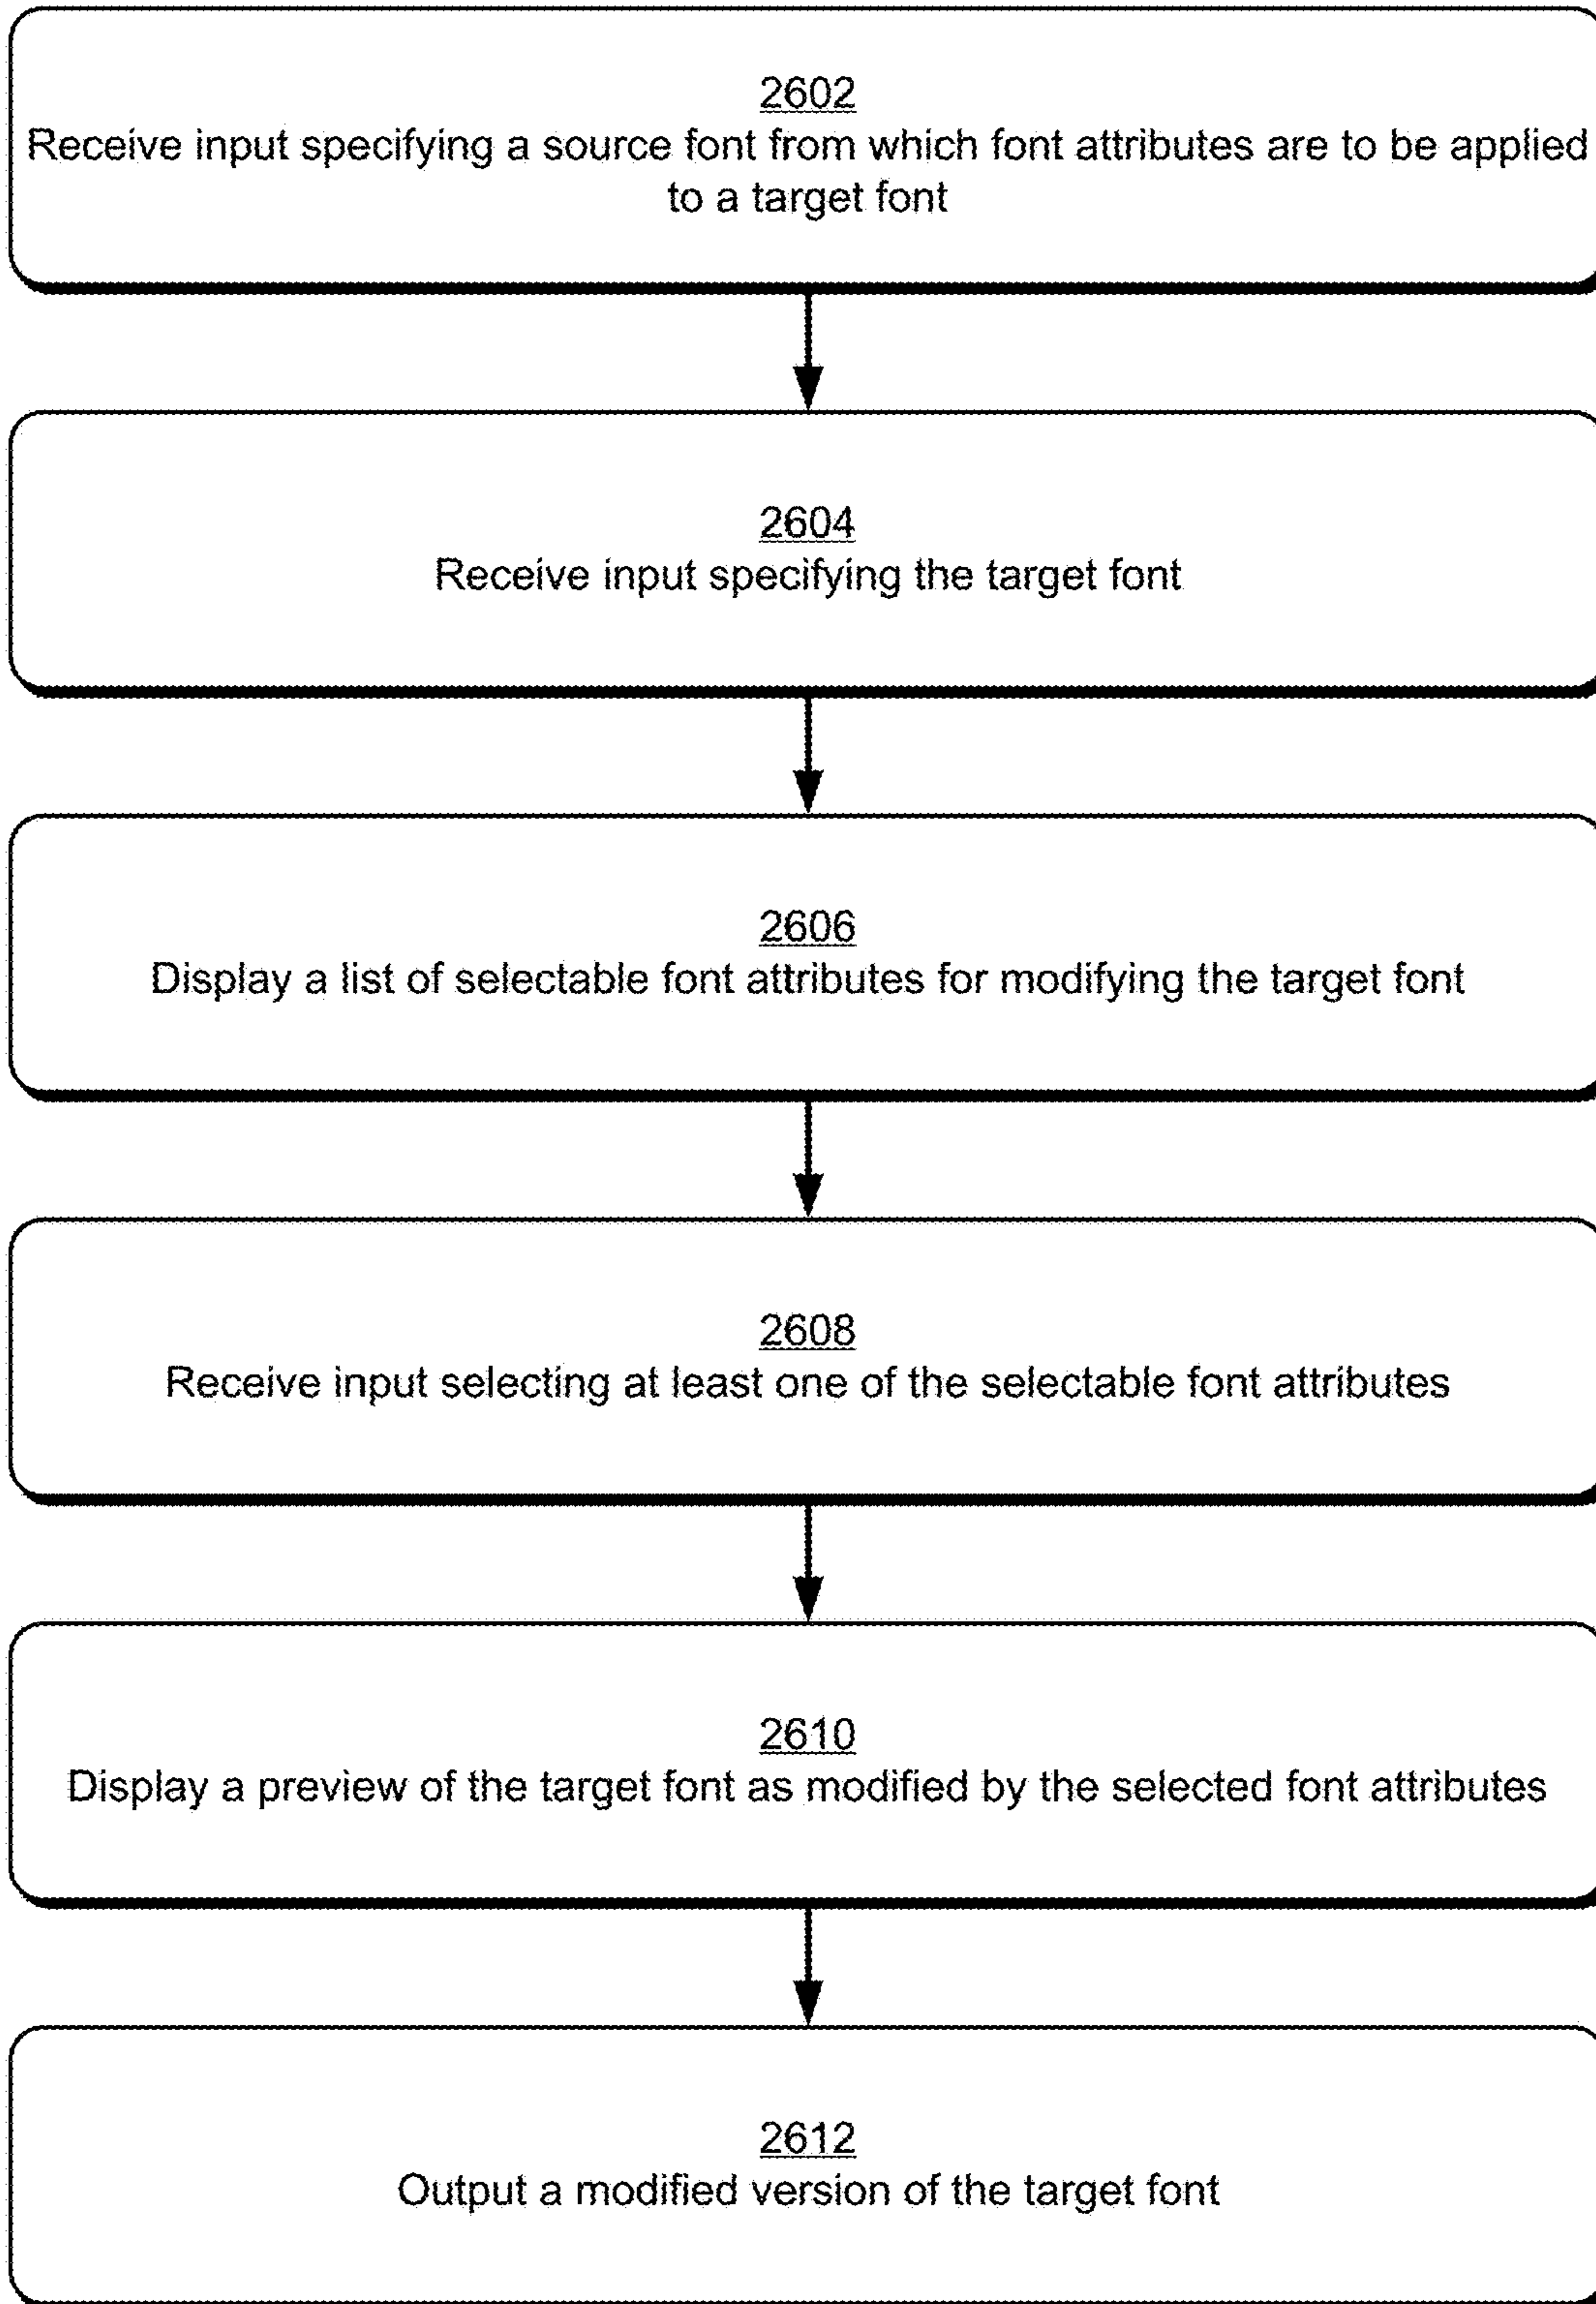 2602
Receive input specifying a source font from which font attributes are to be applied
to a target font
2604
Receive input specifying the target font
2606
Display a list of selectable font attributes for modifying the target font
2608
Receive input selecting at least one of the selectable font attributes
2610
Display a preview of the target font as modified by the selected font attributes
2612
Output a modified version of the target font